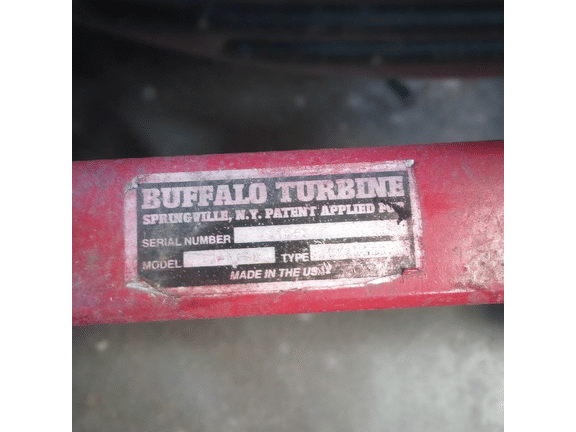 BUFFALO TURBINE
SPRINGVILLE, N.Y. PATENT APPLIED
SERIAL NUMBER
MODEL TYPE
MADE IN THE USA